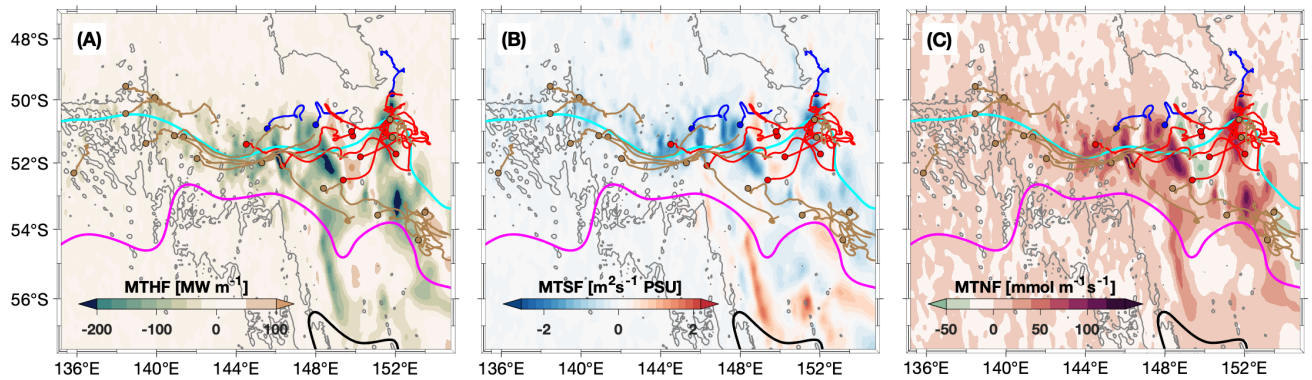 (A)
(B)
(C)
48°S
50°S
52°S
54°S
56°S
MTHF [MW m⁻¹]
-200 -100 0 100
MTSF [m²s⁻¹ PSU]
-2 0 2
MTNF [mmol m⁻¹s⁻¹]
-50 0 50 100
136°E 140°E 144°E 148°E 152°E
136°E 140°E 144°E 148°E 152°E
136°E 140°E 144°E 148°E 152°E